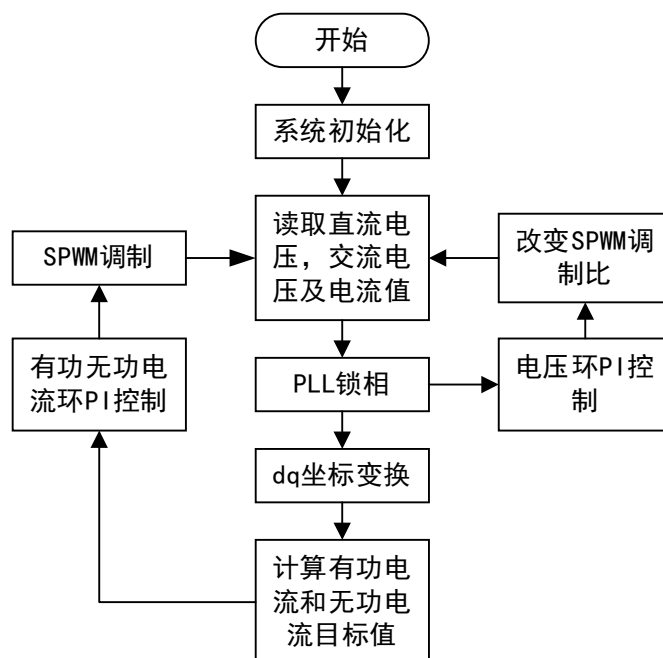 开始
系统初始化
读取直流电
压，交流电
压及电流值
SPWM调制
改变SPWM调
制比
有功无功电
流环PI控制
PLL锁相
电压环PI控
制
dq坐标变换
计算有功电
流和无功电
流目标值